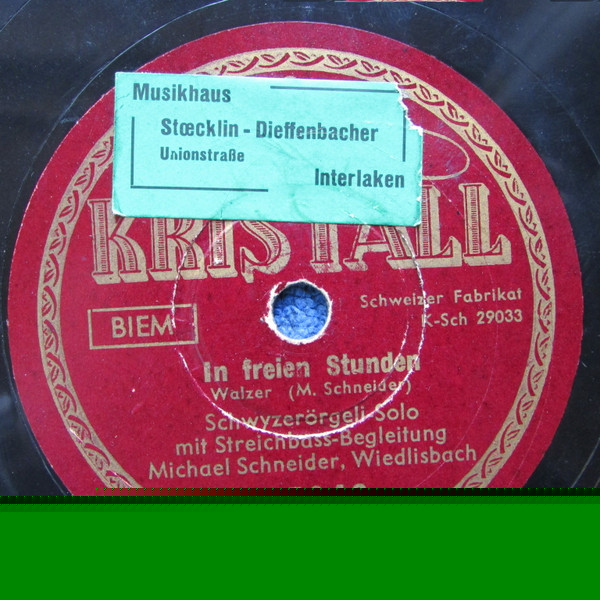 Musikhaus
Stœcklin - Dieffenbacher
Unionstraße
Interlaken
KRISTALL
Schweizer Fabrikat
BIEM
K-Sch 29033
In freien Stunden
Walzer (M. Schneider)
Schwyzerörgeli Solo
mit Streichbass-Begleitung
Michael Schneider, Wiedlisbach